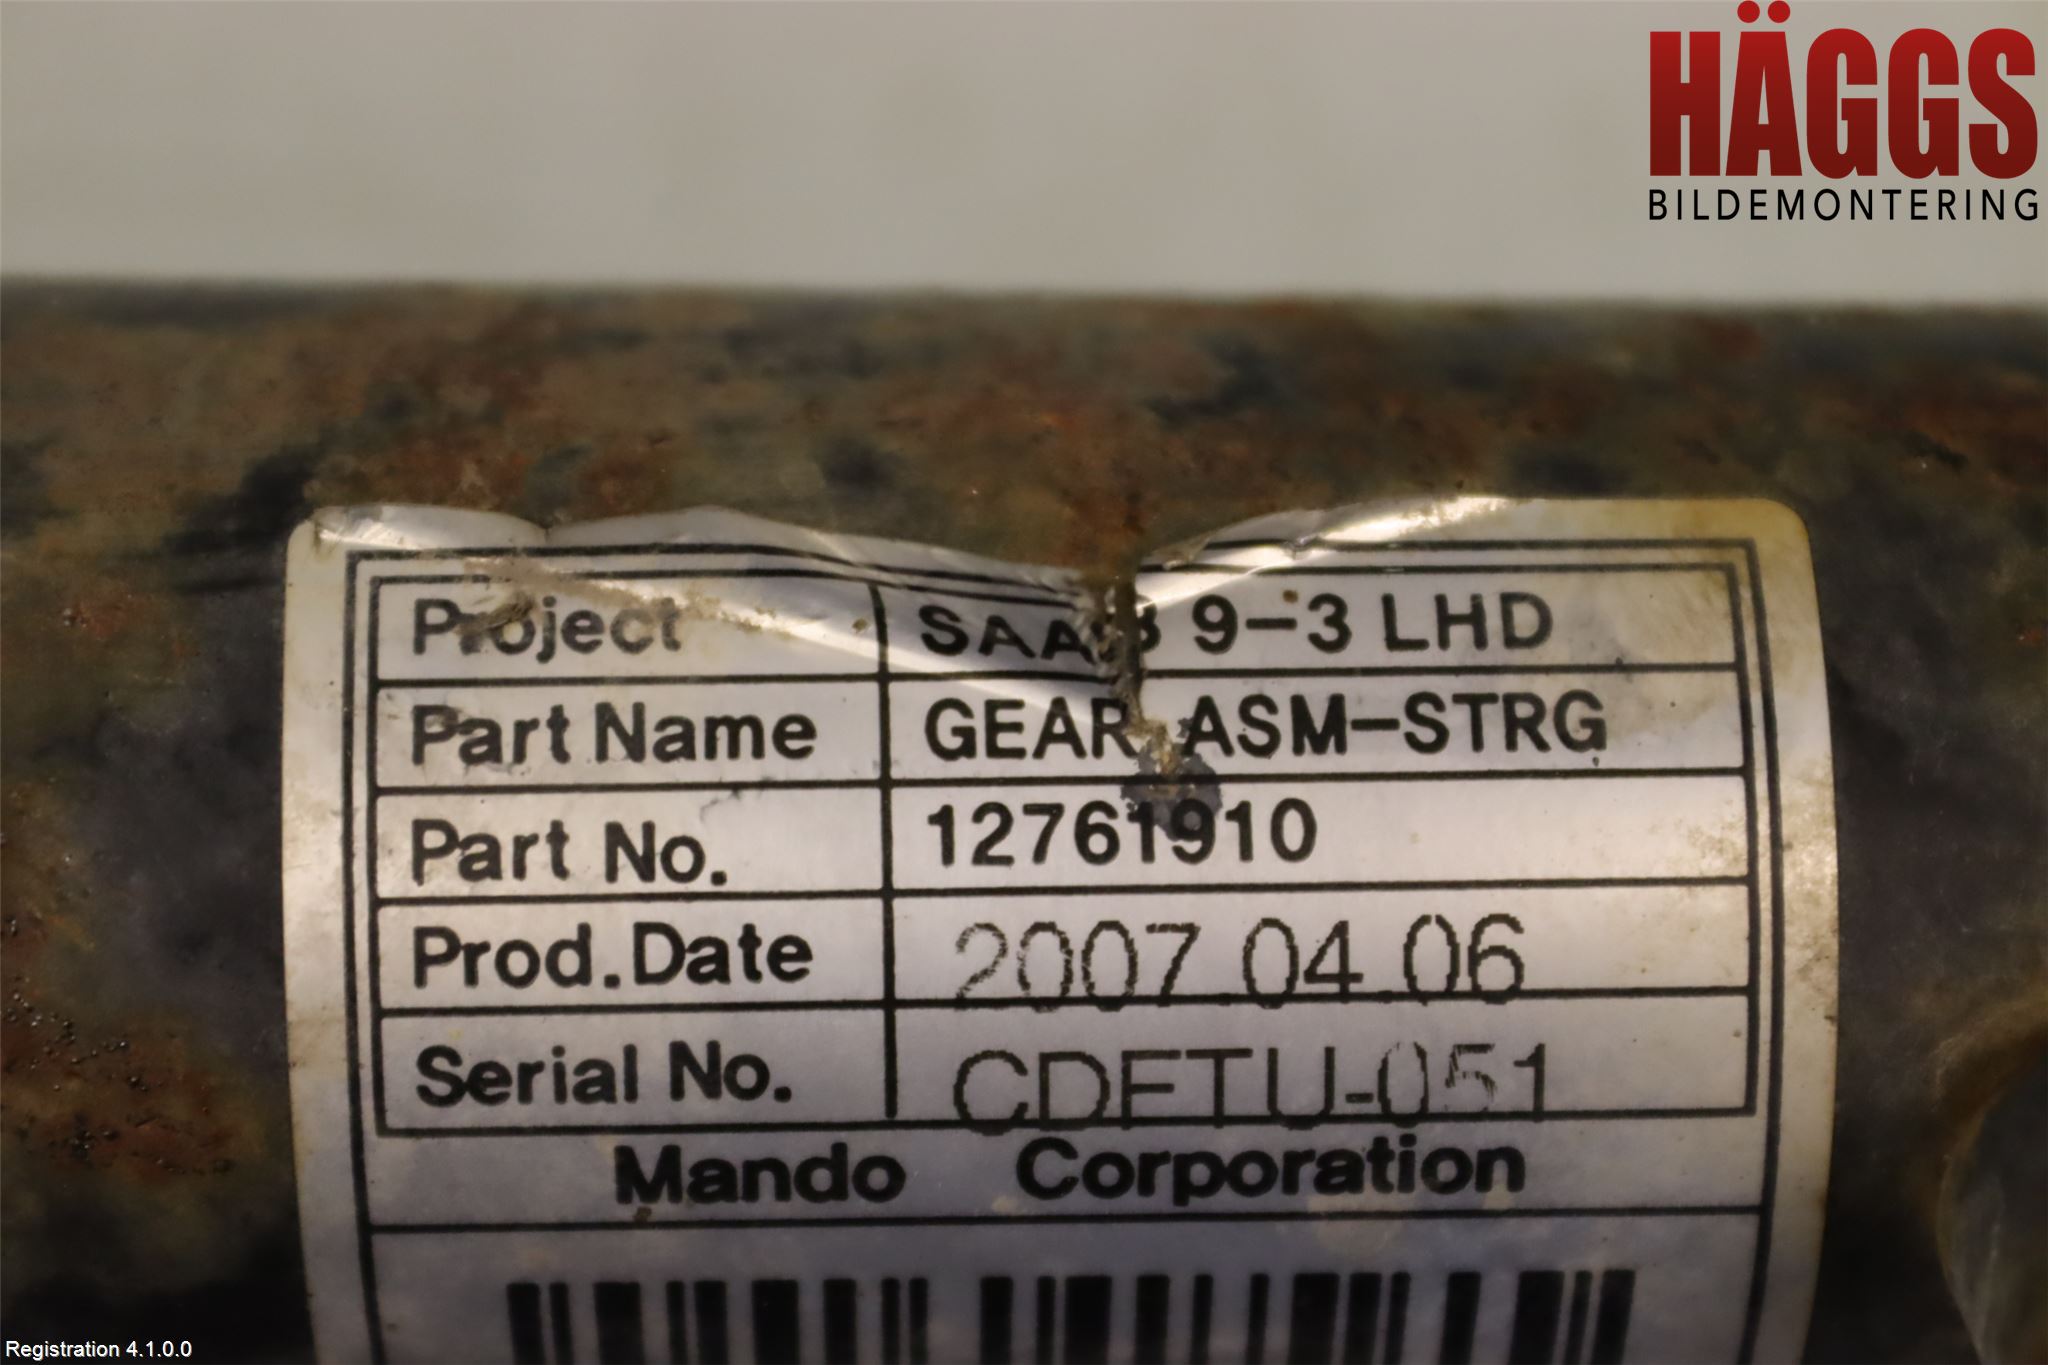 HÄGGS
BILDEMONTERING
Project SAAB 9-3 LHD
Part Name GEAR ASM-STRG
Part No. 12761910
Prod.Date 2007.04.06
Serial No. CDFTU-051
Mando Corporation
Registration 4.1.0.0